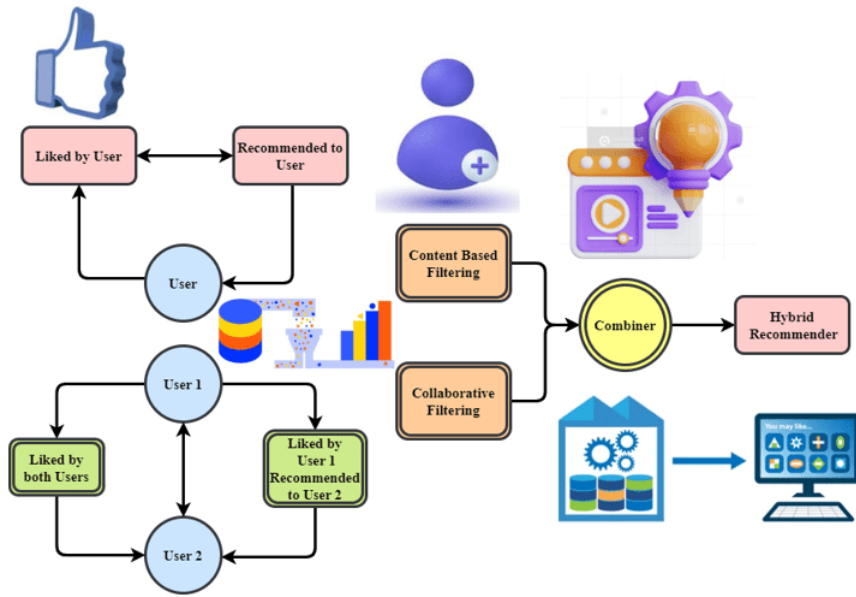 Liked by User
Recommended to
User
User
Content Based
Filtering
Combiner
Hybrid
Recommender
Collaborative
Filtering
User 1
Liked by
both Users
Liked by
User 1
Recommended
to User 2
User 2
You may like...